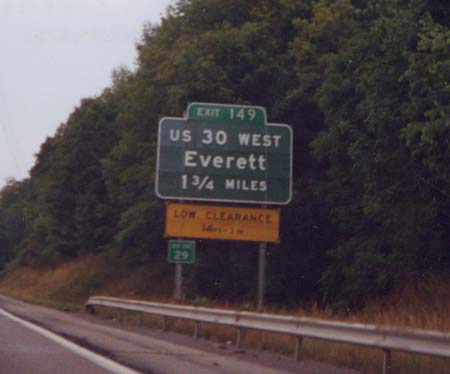 EXIT 149
US 30 WEST
Everett
1 3/4 MILES
LOW CLEARANCE
29